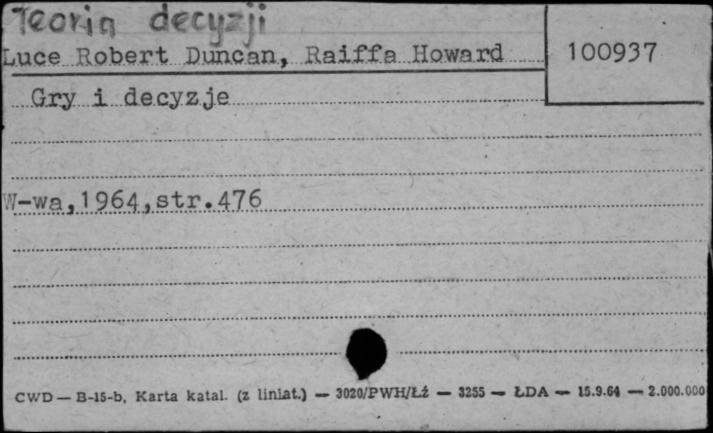 Teoria decyzji
Luce Robert Duncan, Raiffa Howard
100937
Gry i decyzje
W-wa,1964,str.476
CWD — B-15-b, Karta katal. (z liniat.) — 3020/PWH/Łż — 3255 — ŁDA — 15.9.64 — 2.000.000